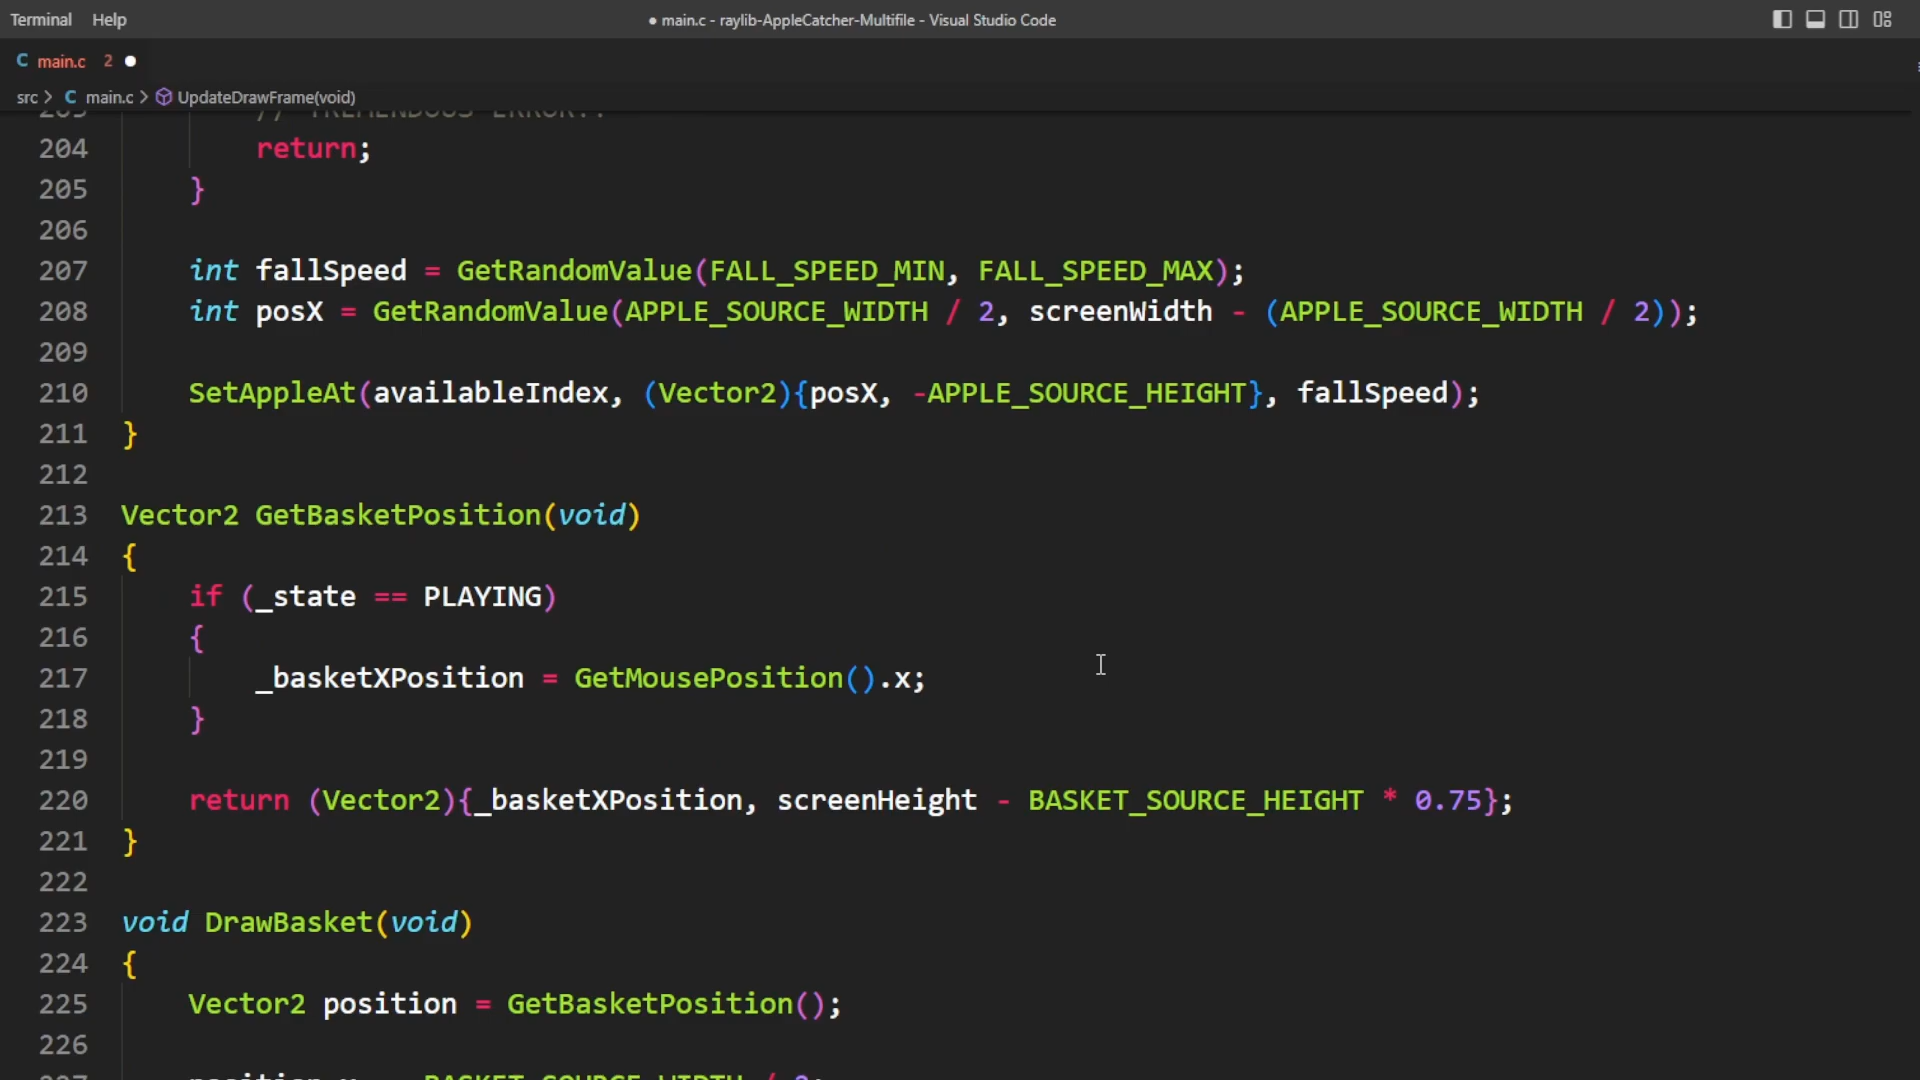 Terminal Help
● main.c - raylib-AppleCatcher-Multifile - Visual Studio Code
C main.c 2 ●
src > C main.c > UpdateDrawFrame(void)
203 // TREMENDOUS ERROR!!
204 return;
205 }
206
207 int fallSpeed = GetRandomValue(FALL_SPEED_MIN, FALL_SPEED_MAX);
208 int posX = GetRandomValue(APPLE_SOURCE_WIDTH / 2, screenWidth - (APPLE_SOURCE_WIDTH / 2));
209
210 SetAppleAt(availableIndex, (Vector2){posX, -APPLE_SOURCE_HEIGHT}, fallSpeed);
211 }
212
213 Vector2 GetBasketPosition(void)
214 {
215 if (_state == PLAYING)
216 {
217 _basketXPosition = GetMousePosition().x;
218 }
219
220 return (Vector2){_basketXPosition, screenHeight - BASKET_SOURCE_HEIGHT * 0.75};
221 }
222
223 void DrawBasket(void)
224 {
225 Vector2 position = GetBasketPosition();
226